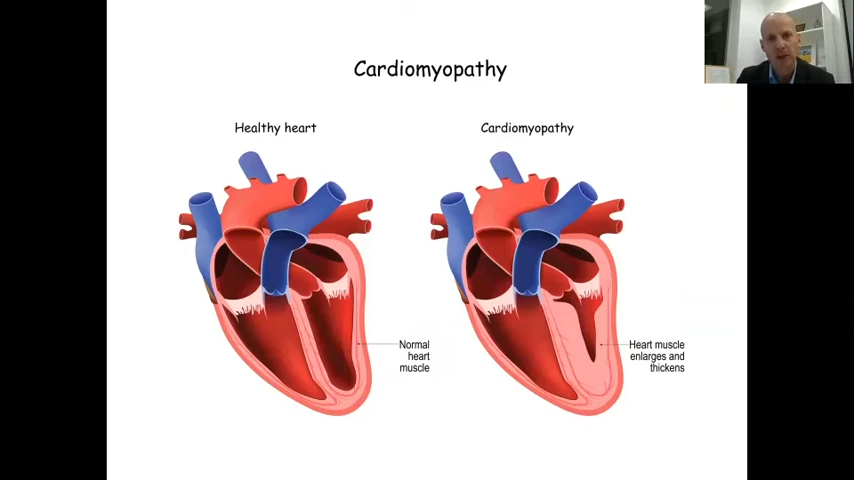 Cardiomyopathy
Healthy heart
Cardiomyopathy
Normal
heart
muscle
Heart muscle
enlarges and
thickens